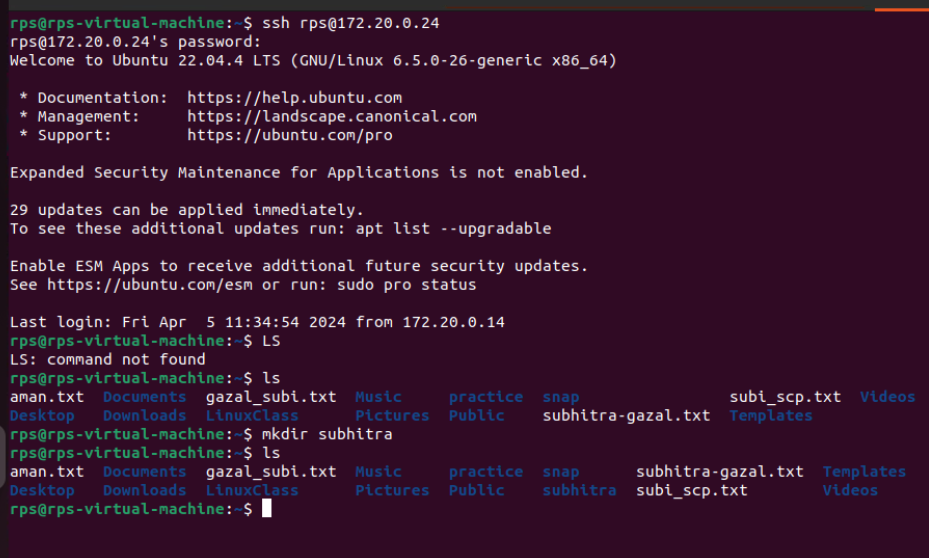 rps@rps-virtual-machine:~$ ssh rps@172.20.0.24
rps@172.20.0.24's password:
Welcome to Ubuntu 22.04.4 LTS (GNU/Linux 6.5.0-26-generic x86_64)
* Documentation:  https://help.ubuntu.com
* Management:     https://landscape.canonical.com
* Support:        https://ubuntu.com/pro
Expanded Security Maintenance for Applications is not enabled.
29 updates can be applied immediately.
To see these additional updates run: apt list --upgradable
Enable ESM Apps to receive additional future security updates.
See https://ubuntu.com/esm or run: sudo pro status
Last login: Fri Apr  5 11:34:54 2024 from 172.20.0.14
rps@rps-virtual-machine:~$ LS
LS: command not found
rps@rps-virtual-machine:~$ ls
aman.txt  Documents  gazal_subi.txt  Music     practice  snap                subi_scp.txt  Videos
Desktop   Downloads  LinuxClass      Pictures  Public    subhitra-gazal.txt  Templates
rps@rps-virtual-machine:~$ mkdir subhitra
rps@rps-virtual-machine:~$ ls
aman.txt  Documents  gazal_subi.txt  Music     practice  snap      subhitra-gazal.txt  Templates
Desktop   Downloads  LinuxClass      Pictures  Public    subhitra  subi_scp.txt        Videos
rps@rps-virtual-machine:~$